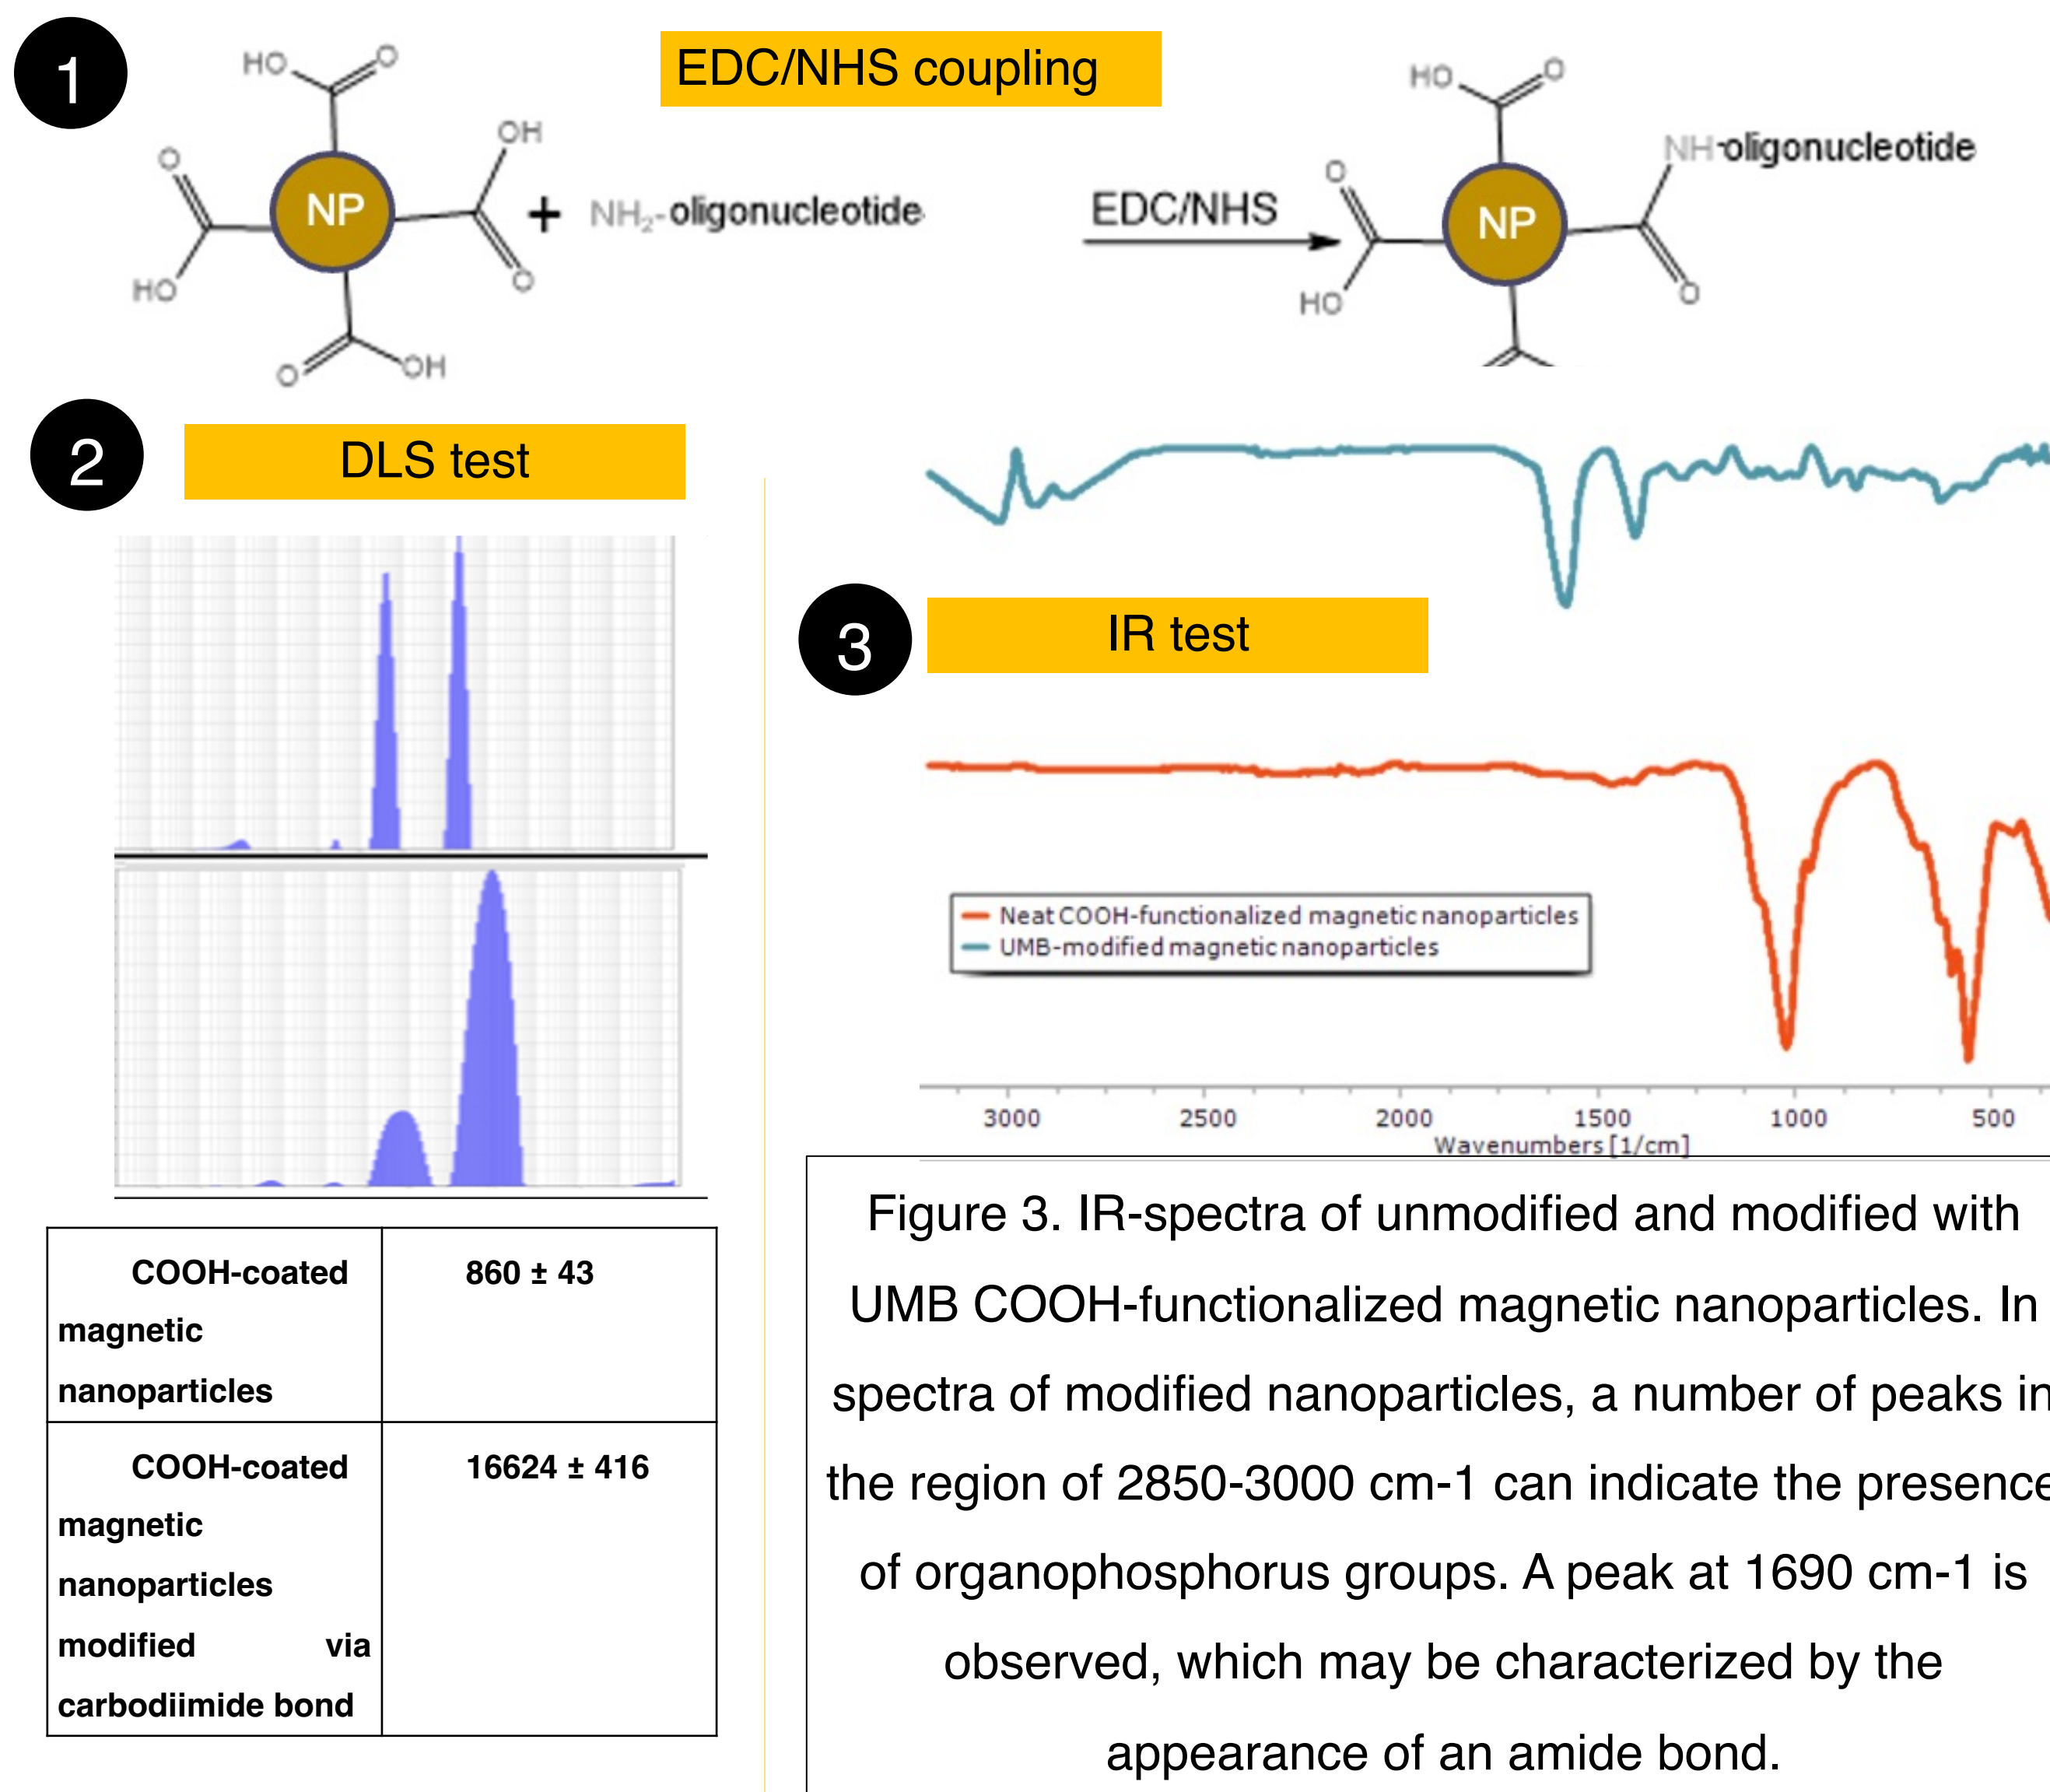 1
EDC/NHS coupling
HO
O
OH
O
NP
HO
O
O
OH
+ NH2-oligonucleotide
EDC/NHS
HO
O
NH-oligonucleotide
O
NP
HO
O
2
DLS test
3
IR test
Neat COOH-functionalized magnetic nanoparticles
UMB-modified magnetic nanoparticles
3000 2500 2000 1500 1000 500
Wavenumbers [1/cm]
COOH-coated
magnetic
nanoparticles
860 ± 43
COOH-coated
magnetic
nanoparticles
modified via
carbodiimide bond
16624 ± 416
Figure 3. IR-spectra of unmodified and modified with
UMB COOH-functionalized magnetic nanoparticles. In
spectra of modified nanoparticles, a number of peaks in
the region of 2850-3000 cm-1 can indicate the presence
of organophosphorus groups. A peak at 1690 cm-1 is
observed, which may be characterized by the
appearance of an amide bond.